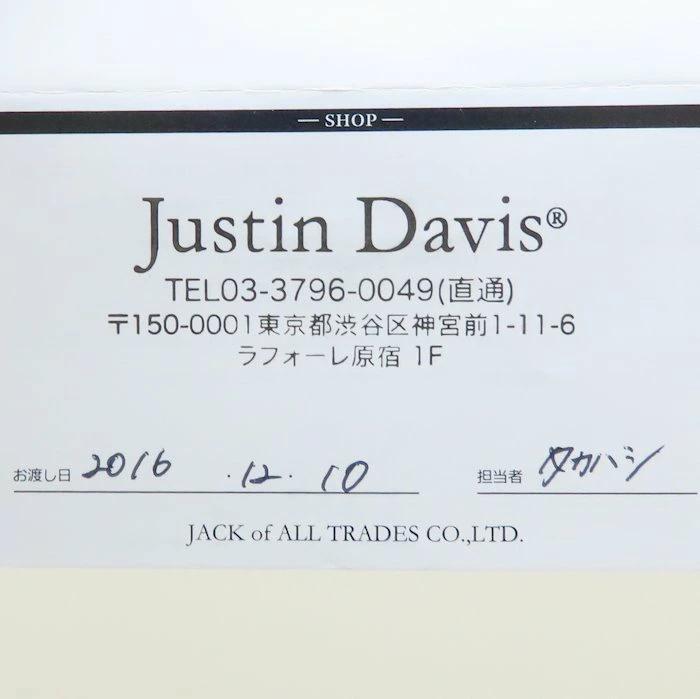 — SHOP —
Justin Davis®
TEL03-3796-0049(直通)
〒150-0001東京都渋谷区神宮前1-11-6
ラフォーレ原宿 1F
お渡し日 2016 .12. 10 担当者 タカハシ
JACK of ALL TRADES CO.,LTD.